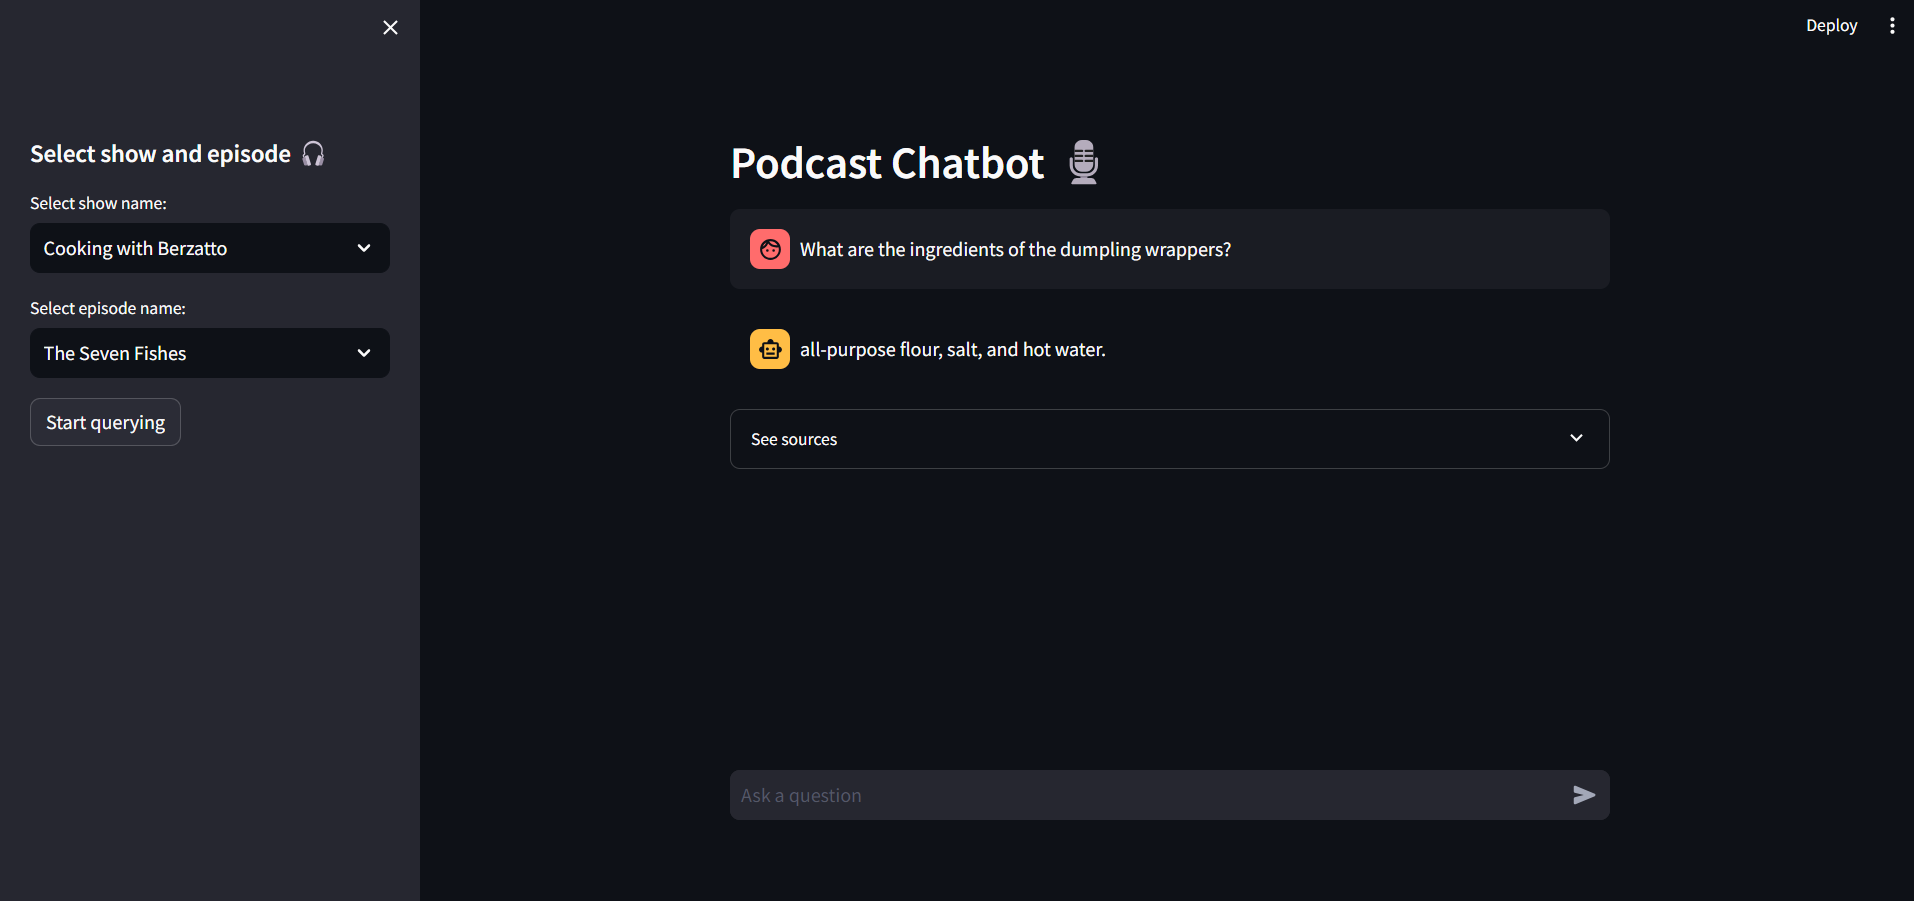 Deploy
Select show and episode
Select show name:
Cooking with Berzatto
Select episode name:
The Seven Fishes
Start querying
Podcast Chatbot
What are the ingredients of the dumpling wrappers?
all-purpose flour, salt, and hot water.
See sources
Ask a question